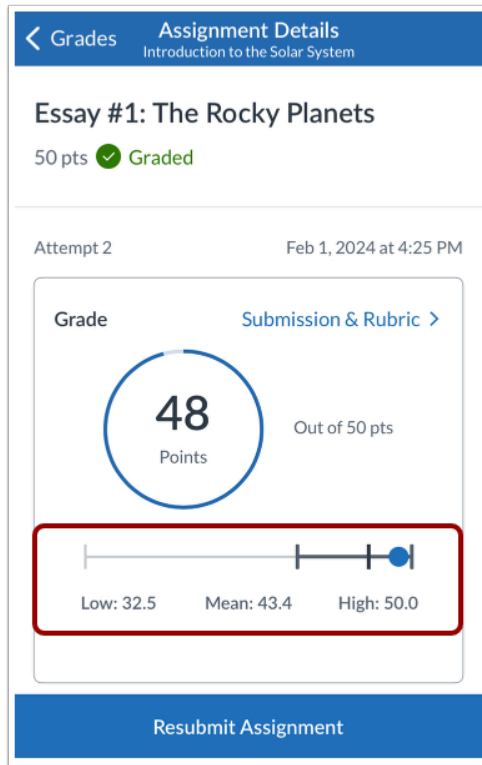 Grades
Assignment Details
Introduction to the Solar System
Essay #1: The Rocky Planets
50 pts Graded
Attempt 2 Feb 1, 2024 at 4:25 PM
Grade Submission & Rubric
48
Points
Out of 50 pts
Low: 32.5 Mean: 43.4 High: 50.0
Resubmit Assignment